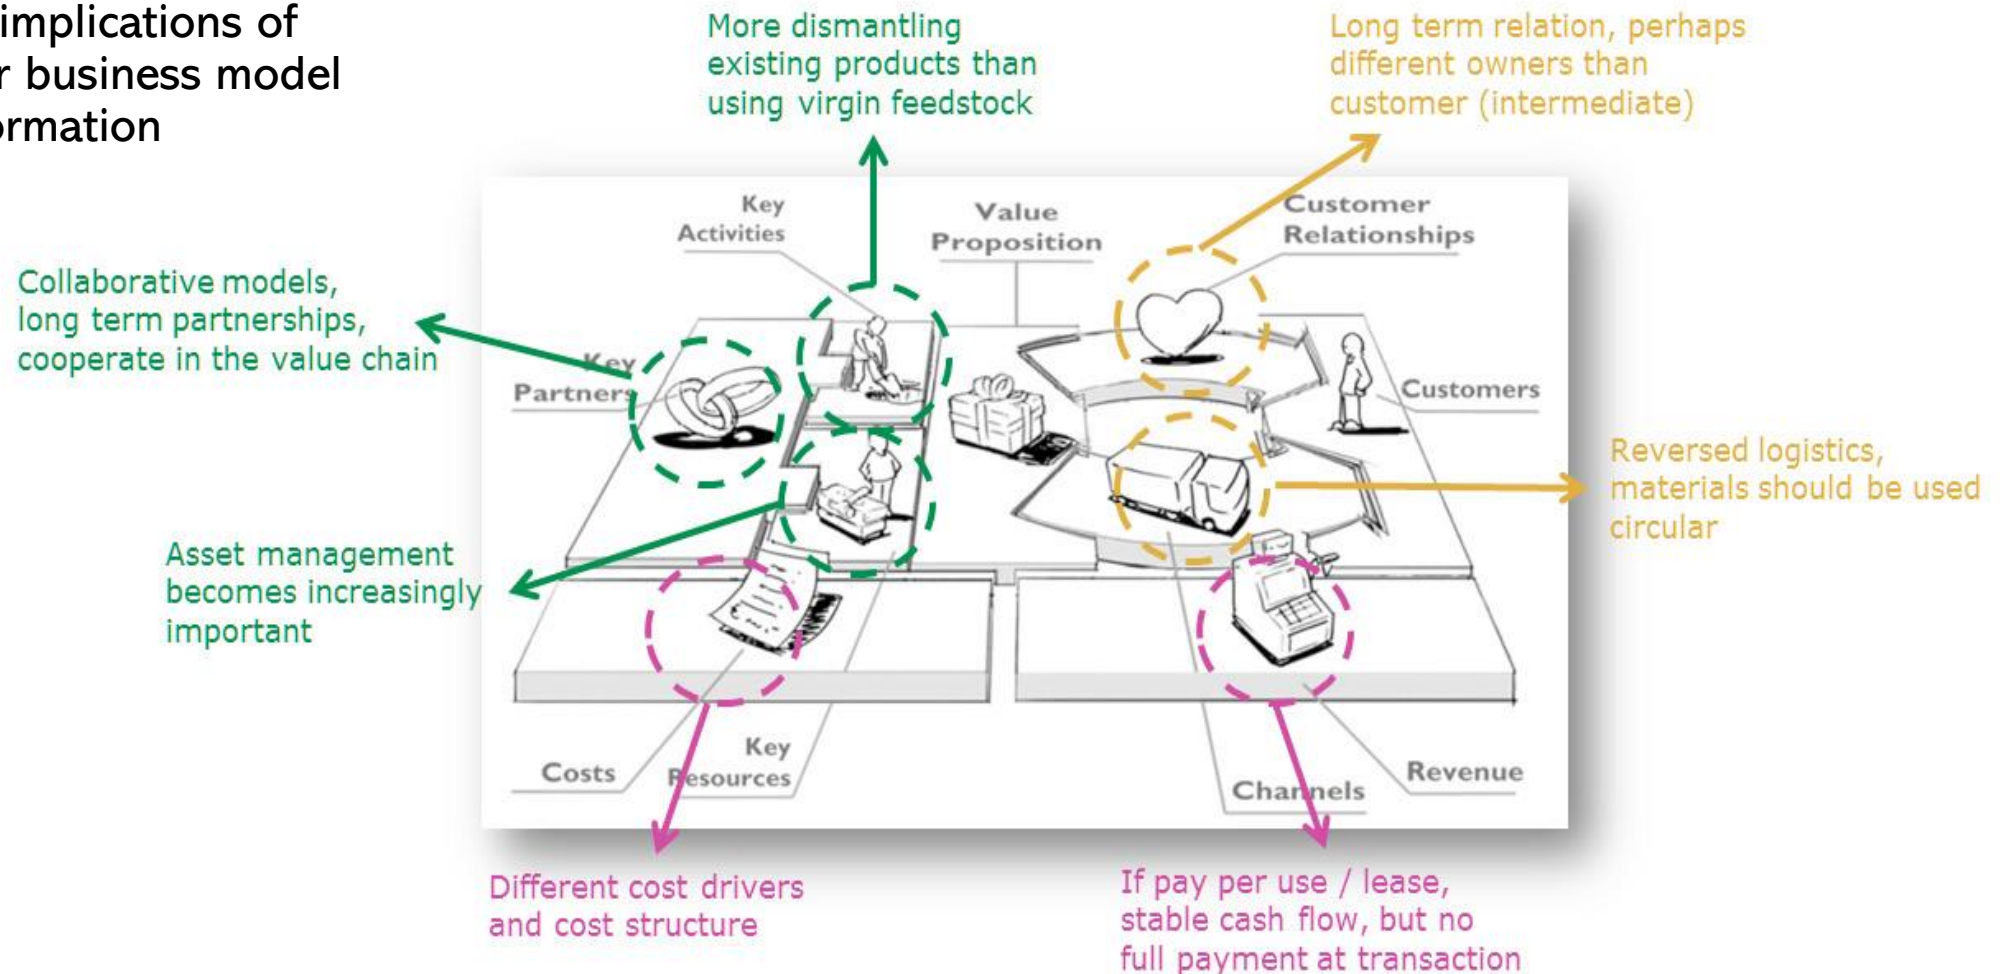 implications of
r business model
ormation
More dismantling
existing products than
using virgin feedstock
Long term relation, perhaps
different owners than
customer (intermediate)
Collaborative models,
long term partnerships,
cooperate in the value chain
Key
Activities
Value
Proposition
Customer
Relationships
Key
Partners
Customers
Reversed logistics,
materials should be used
circular
Asset management
becomes increasingly
important
Costs
Key
Resources
Channels
Revenue
Different cost drivers
and cost structure
If pay per use / lease,
stable cash flow, but no
full payment at transaction